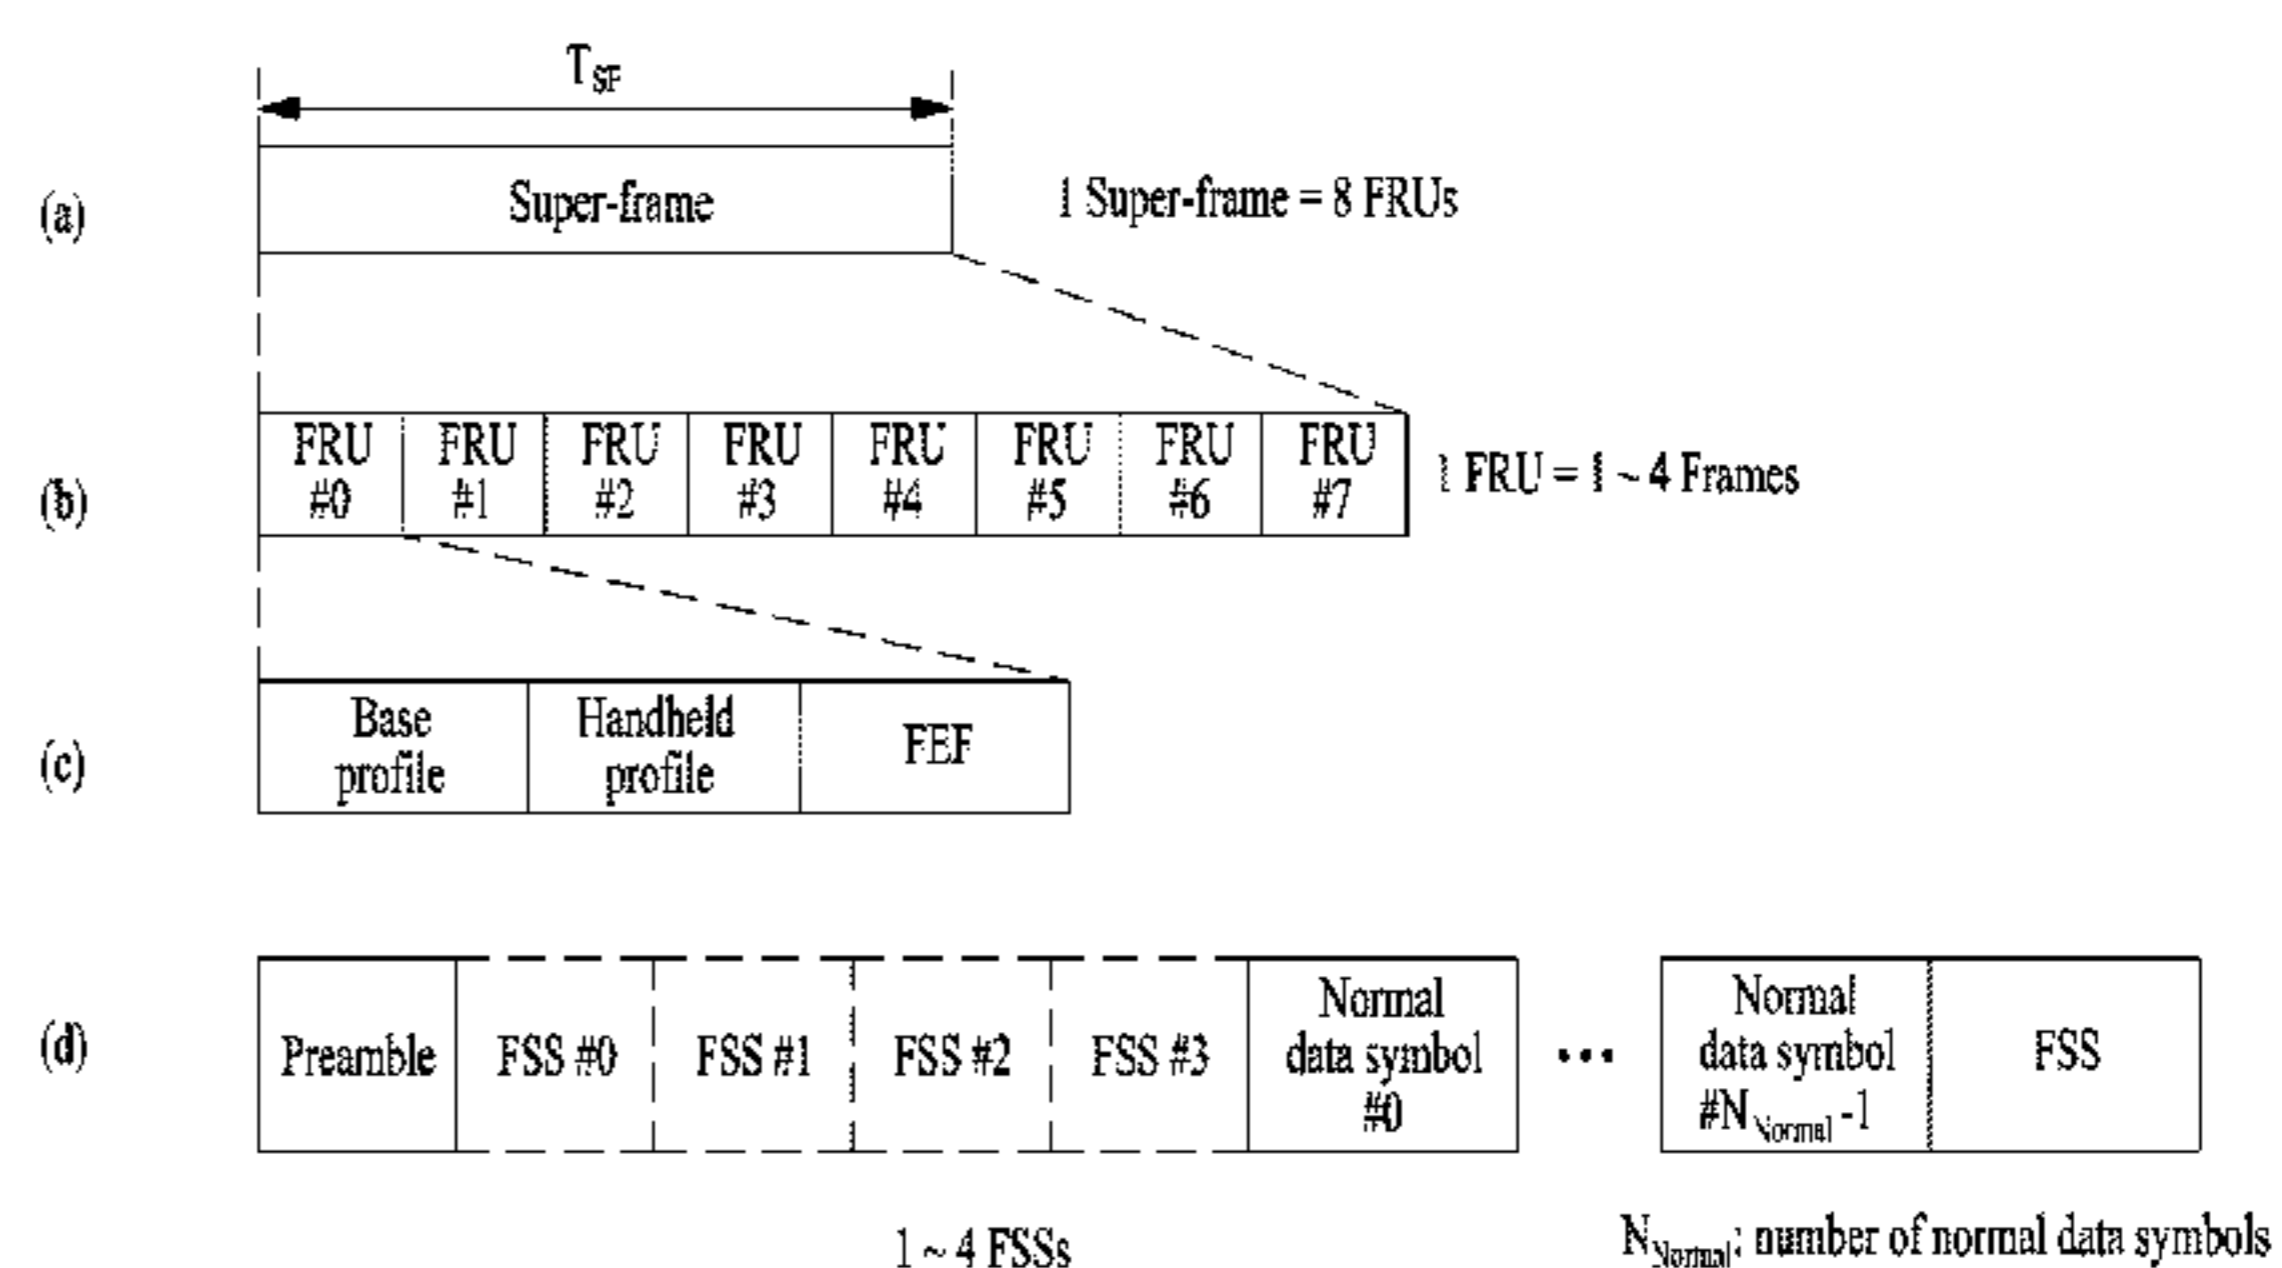 T_SF
(a)
Super-frame
1 Super-frame = 8 FRUs
(b)
FRU #0
FRU #1
FRU #2
FRU #3
FRU #4
FRU #5
FRU #6
FRU #7
1 FRU = 1 ~ 4 Frames
(c)
Base
profile
Handheld
profile
FEF
(d)
Preamble
FSS #0
FSS #1
FSS #2
FSS #3
Normal
data symbol
#0
•••
Normal
data symbol
#N_Normal -1
FSS
1 ~ 4 FSSs
N_Normal: number of normal data symbols